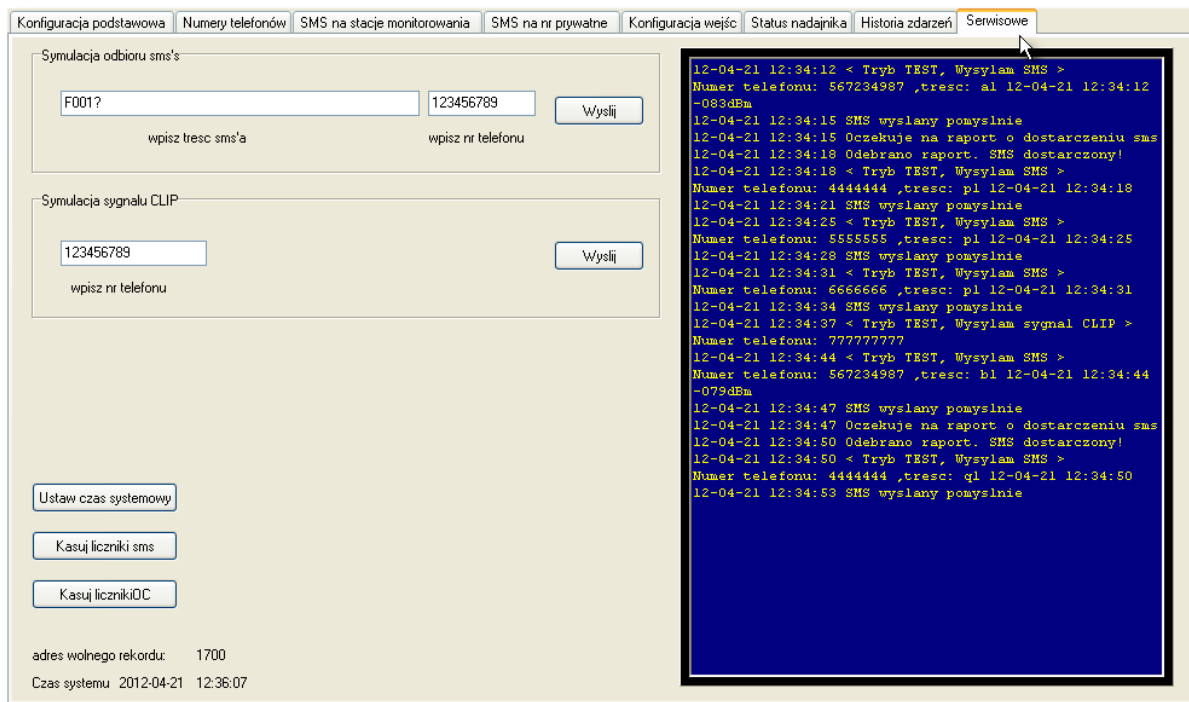 Konfiguracja podstawowa Numery telefonów SMS na stacje monitorowania SMS na nr prywatne Konfiguracja wejśc Status nadajnika Historia zdarzeń Serwisowe
Symulacja odbioru sms's
F001? 123456789 Wyslij
wpisz tresc sms'a wpisz nr telefonu
Symulacja sygnalu CLIP
123456789 Wyslij
wpisz nr telefonu
Ustaw czas systemowy
Kasuj liczniki sms
Kasuj licznikiOC
adres wolnego rekordu: 1700
Czas systemu 2012-04-21 12:36:07
12-04-21 12:34:12 < Tryb TEST, Wysylam SMS >
Numer telefonu: 567234987 ,tresc: a1 12-04-21 12:34:12
-083dBm
12-04-21 12:34:15 SMS wyslany pomyslnie
12-04-21 12:34:15 Oczekuje na raport o dostarczeniu sms
12-04-21 12:34:18 Odebrano raport. SMS dostarczony!
12-04-21 12:34:18 < Tryb TEST, Wysylam SMS >
Numer telefonu: 4444444 ,tresc: p1 12-04-21 12:34:18
12-04-21 12:34:21 SMS wyslany pomyslnie
12-04-21 12:34:25 < Tryb TEST, Wysylam SMS >
Numer telefonu: 5555555 ,tresc: p1 12-04-21 12:34:25
12-04-21 12:34:28 SMS wyslany pomyslnie
12-04-21 12:34:31 < Tryb TEST, Wysylam SMS >
Numer telefonu: 6666666 ,tresc: p1 12-04-21 12:34:31
12-04-21 12:34:34 SMS wyslany pomyslnie
12-04-21 12:34:37 < Tryb TEST, Wysylam sygnal CLIP >
Numer telefonu: 777777777
12-04-21 12:34:44 < Tryb TEST, Wysylam SMS >
Numer telefonu: 567234987 ,tresc: b1 12-04-21 12:34:44
-079dBm
12-04-21 12:34:47 SMS wyslany pomyslnie
12-04-21 12:34:47 Oczekuje na raport o dostarczeniu sms
12-04-21 12:34:50 Odebrano raport. SMS dostarczony!
12-04-21 12:34:50 < Tryb TEST, Wysylam SMS >
Numer telefonu: 4444444 ,tresc: q1 12-04-21 12:34:50
12-04-21 12:34:53 SMS wyslany pomyslnie